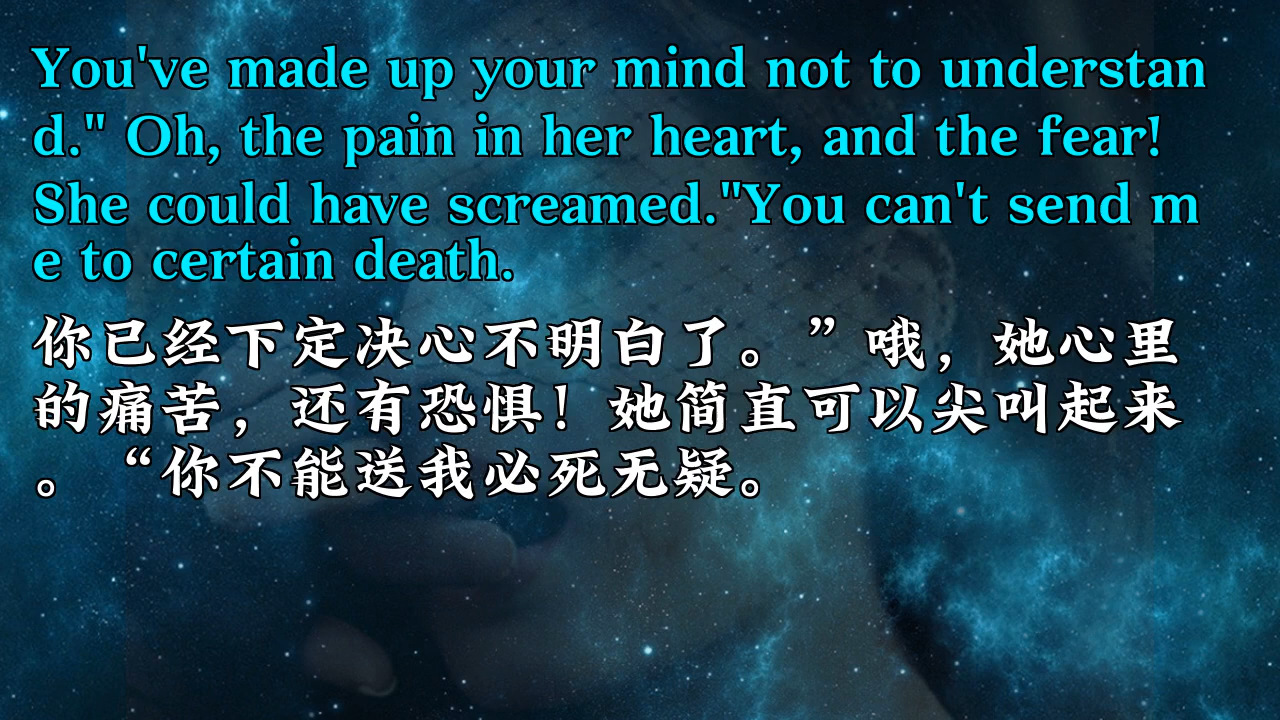 You've made up your mind not to understan
d." Oh, the pain in her heart, and the fear!
She could have screamed."You can't send m
e to certain death.
你已经下定决心不明白了。”哦，她心里
的痛苦，还有恐惧！她简直可以尖叫起来
。“你不能送我必死无疑。